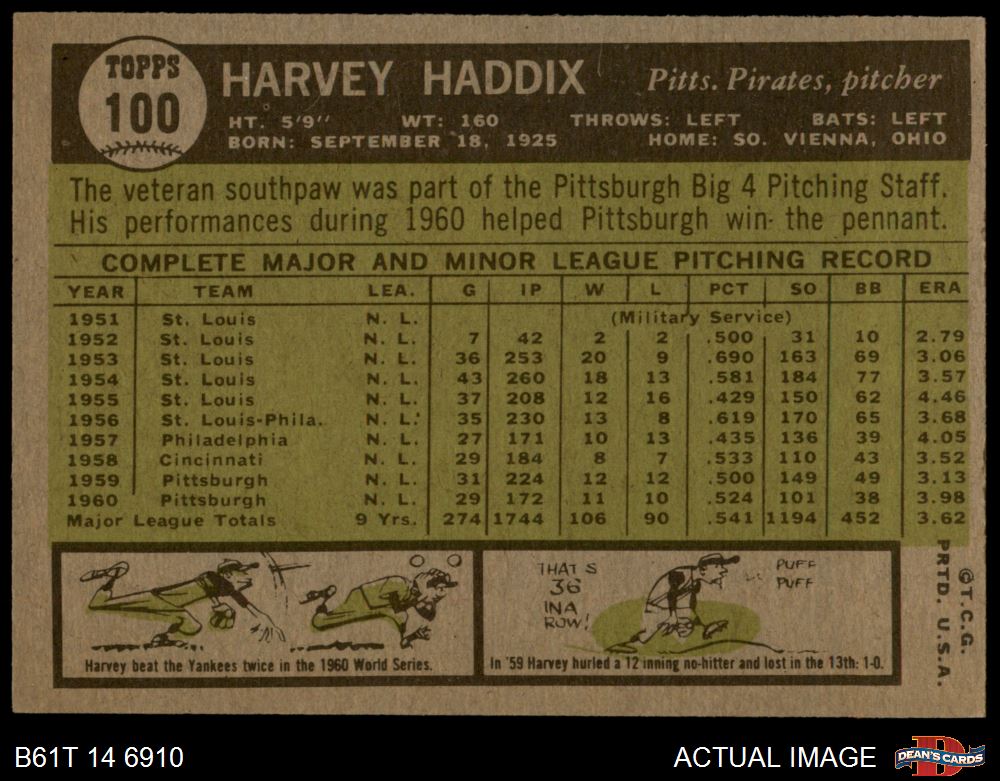 TOPPS
100
HARVEY HADDIX Pitts. Pirates, pitcher
HT. 5'9'' WT: 160 THROWS: LEFT BATS: LEFT
BORN: SEPTEMBER 18, 1925 HOME: SO. VIENNA, OHIO
The veteran southpaw was part of the Pittsburgh Big 4 Pitching Staff.
His performances during 1960 helped Pittsburgh win the pennant.
COMPLETE MAJOR AND MINOR LEAGUE PITCHING RECORD
YEAR TEAM LEA. G IP W L PCT SO BB ERA
1951 St. Louis N. L. (Military Service)
1952 St. Louis N. L. 7 42 2 2 .500 31 10 2.79
1953 St. Louis N. L. 36 253 20 9 .690 163 69 3.06
1954 St. Louis N. L. 43 260 18 13 .581 184 77 3.57
1955 St. Louis N. L. 37 208 12 16 .429 150 62 4.46
1956 St. Louis-Phila. N. L. 35 230 13 8 .619 170 65 3.68
1957 Philadelphia N. L. 27 171 10 13 .435 136 39 4.05
1958 Cincinnati N. L. 29 184 8 7 .533 110 43 3.52
1959 Pittsburgh N. L. 31 224 12 12 .500 149 49 3.13
1960 Pittsburgh N. L. 29 172 11 10 .524 101 38 3.98
Major League Totals 9 Yrs. 274 1744 106 90 .541 1194 452 3.62
Harvey beat the Yankees twice in the 1960 World Series.
THAT S
36
IN A
ROW!
PUFF
PUFF
In '59 Harvey hurled a 12 inning no-hitter and lost in the 13th: 1-0.
©T.C.G.
PRTD. U.S.A.
B61T 14 6910
ACTUAL IMAGE
D
DEAN'S CARDS